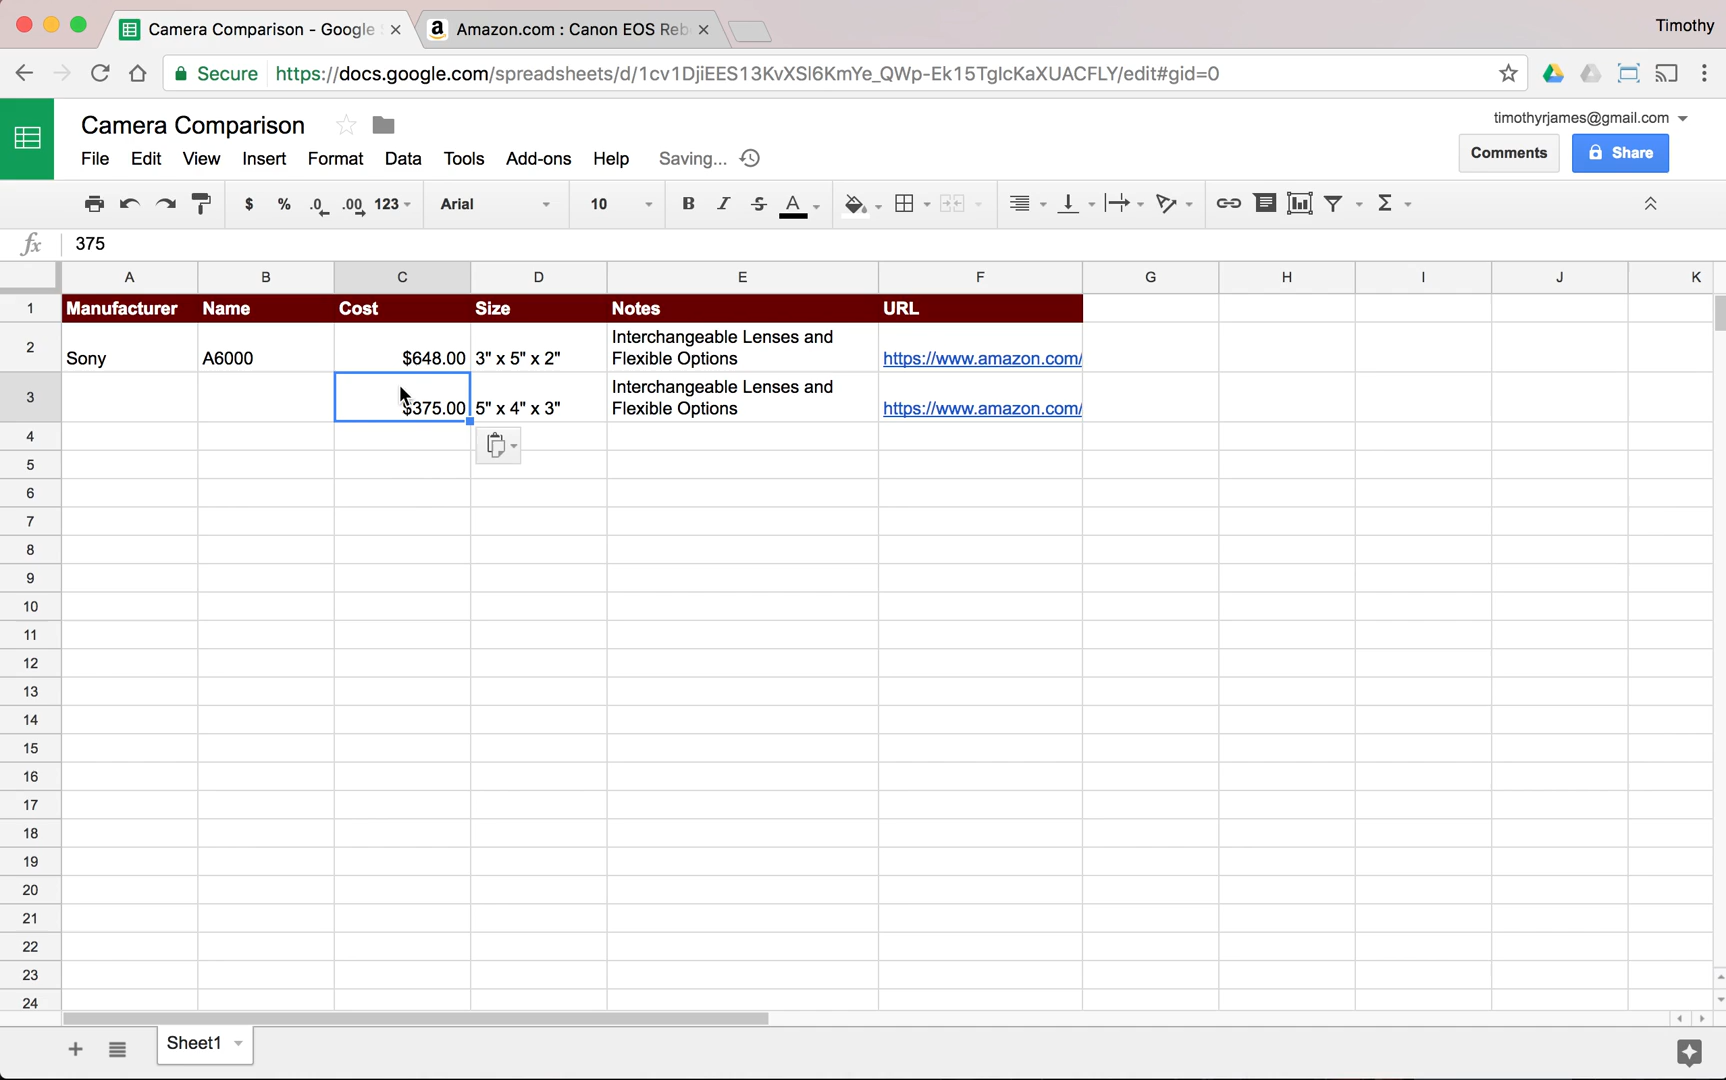 Camera Comparison - Google
Amazon.com : Canon EOS Reb
Timothy
Secure
https://docs.google.com/spreadsheets/d/1cv1DjiEES13KvXSl6KmYe_QWp-Ek15TglcKaXUACFLY/edit#gid=0
Camera Comparison
timothyrjames@gmail.com
File Edit View Insert Format Data Tools Add-ons Help Saving...
Comments
Share
$ % .0 .00 123 Arial 10 B I S A Σ
fx 375
A B C D E F G H I J K
1 Manufacturer Name Cost Size Notes URL
2 Sony A6000 $648.00 3" x 5" x 2" Interchangeable Lenses and
Flexible Options https://www.amazon.com/
3 $375.00 5" x 4" x 3" Interchangeable Lenses and
Flexible Options https://www.amazon.com/
4
5
6
7
8
9
10
11
12
13
14
15
16
17
18
19
20
21
22
23
24
Sheet1